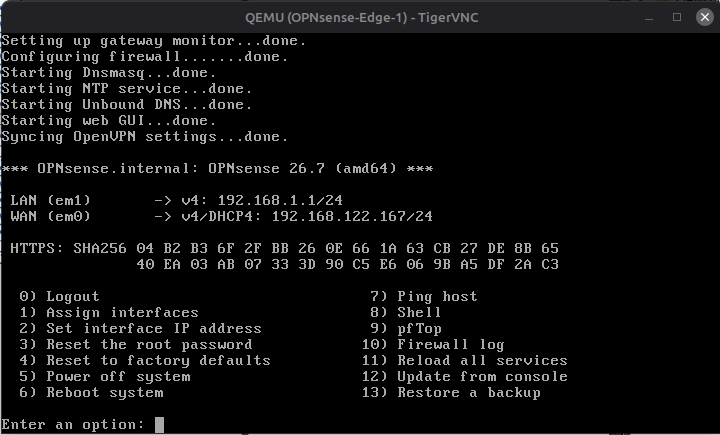 QEMU (OPNsense-Edge-1) - TigerVNC
Setting up gateway monitor...done.
Configuring firewall.......done.
Starting Dnsmasq...done.
Starting NTP service...done.
Starting Unbound DNS...done.
Starting web GUI...done.
Syncing OpenVPN settings...done.
*** OPNsense.internal: OPNsense 26.7 (amd64) ***
LAN (em1)       -> v4: 192.168.1.1/24
WAN (em0)       -> v4/DHCP4: 192.168.122.167/24
HTTPS: SHA256 04 B2 B3 6F 2F BB 26 0E 66 1A 63 CB 27 DE 8B 65
40 EA 03 AB 07 33 3D 90 C5 E6 06 9B A5 DF 2A C3
0) Logout                              7) Ping host
1) Assign interfaces                   8) Shell
2) Set interface IP address            9) pfTop
3) Reset the root password            10) Firewall log
4) Reset to factory defaults          11) Reload all services
5) Power off system                   12) Update from console
6) Reboot system                      13) Restore a backup
Enter an option: